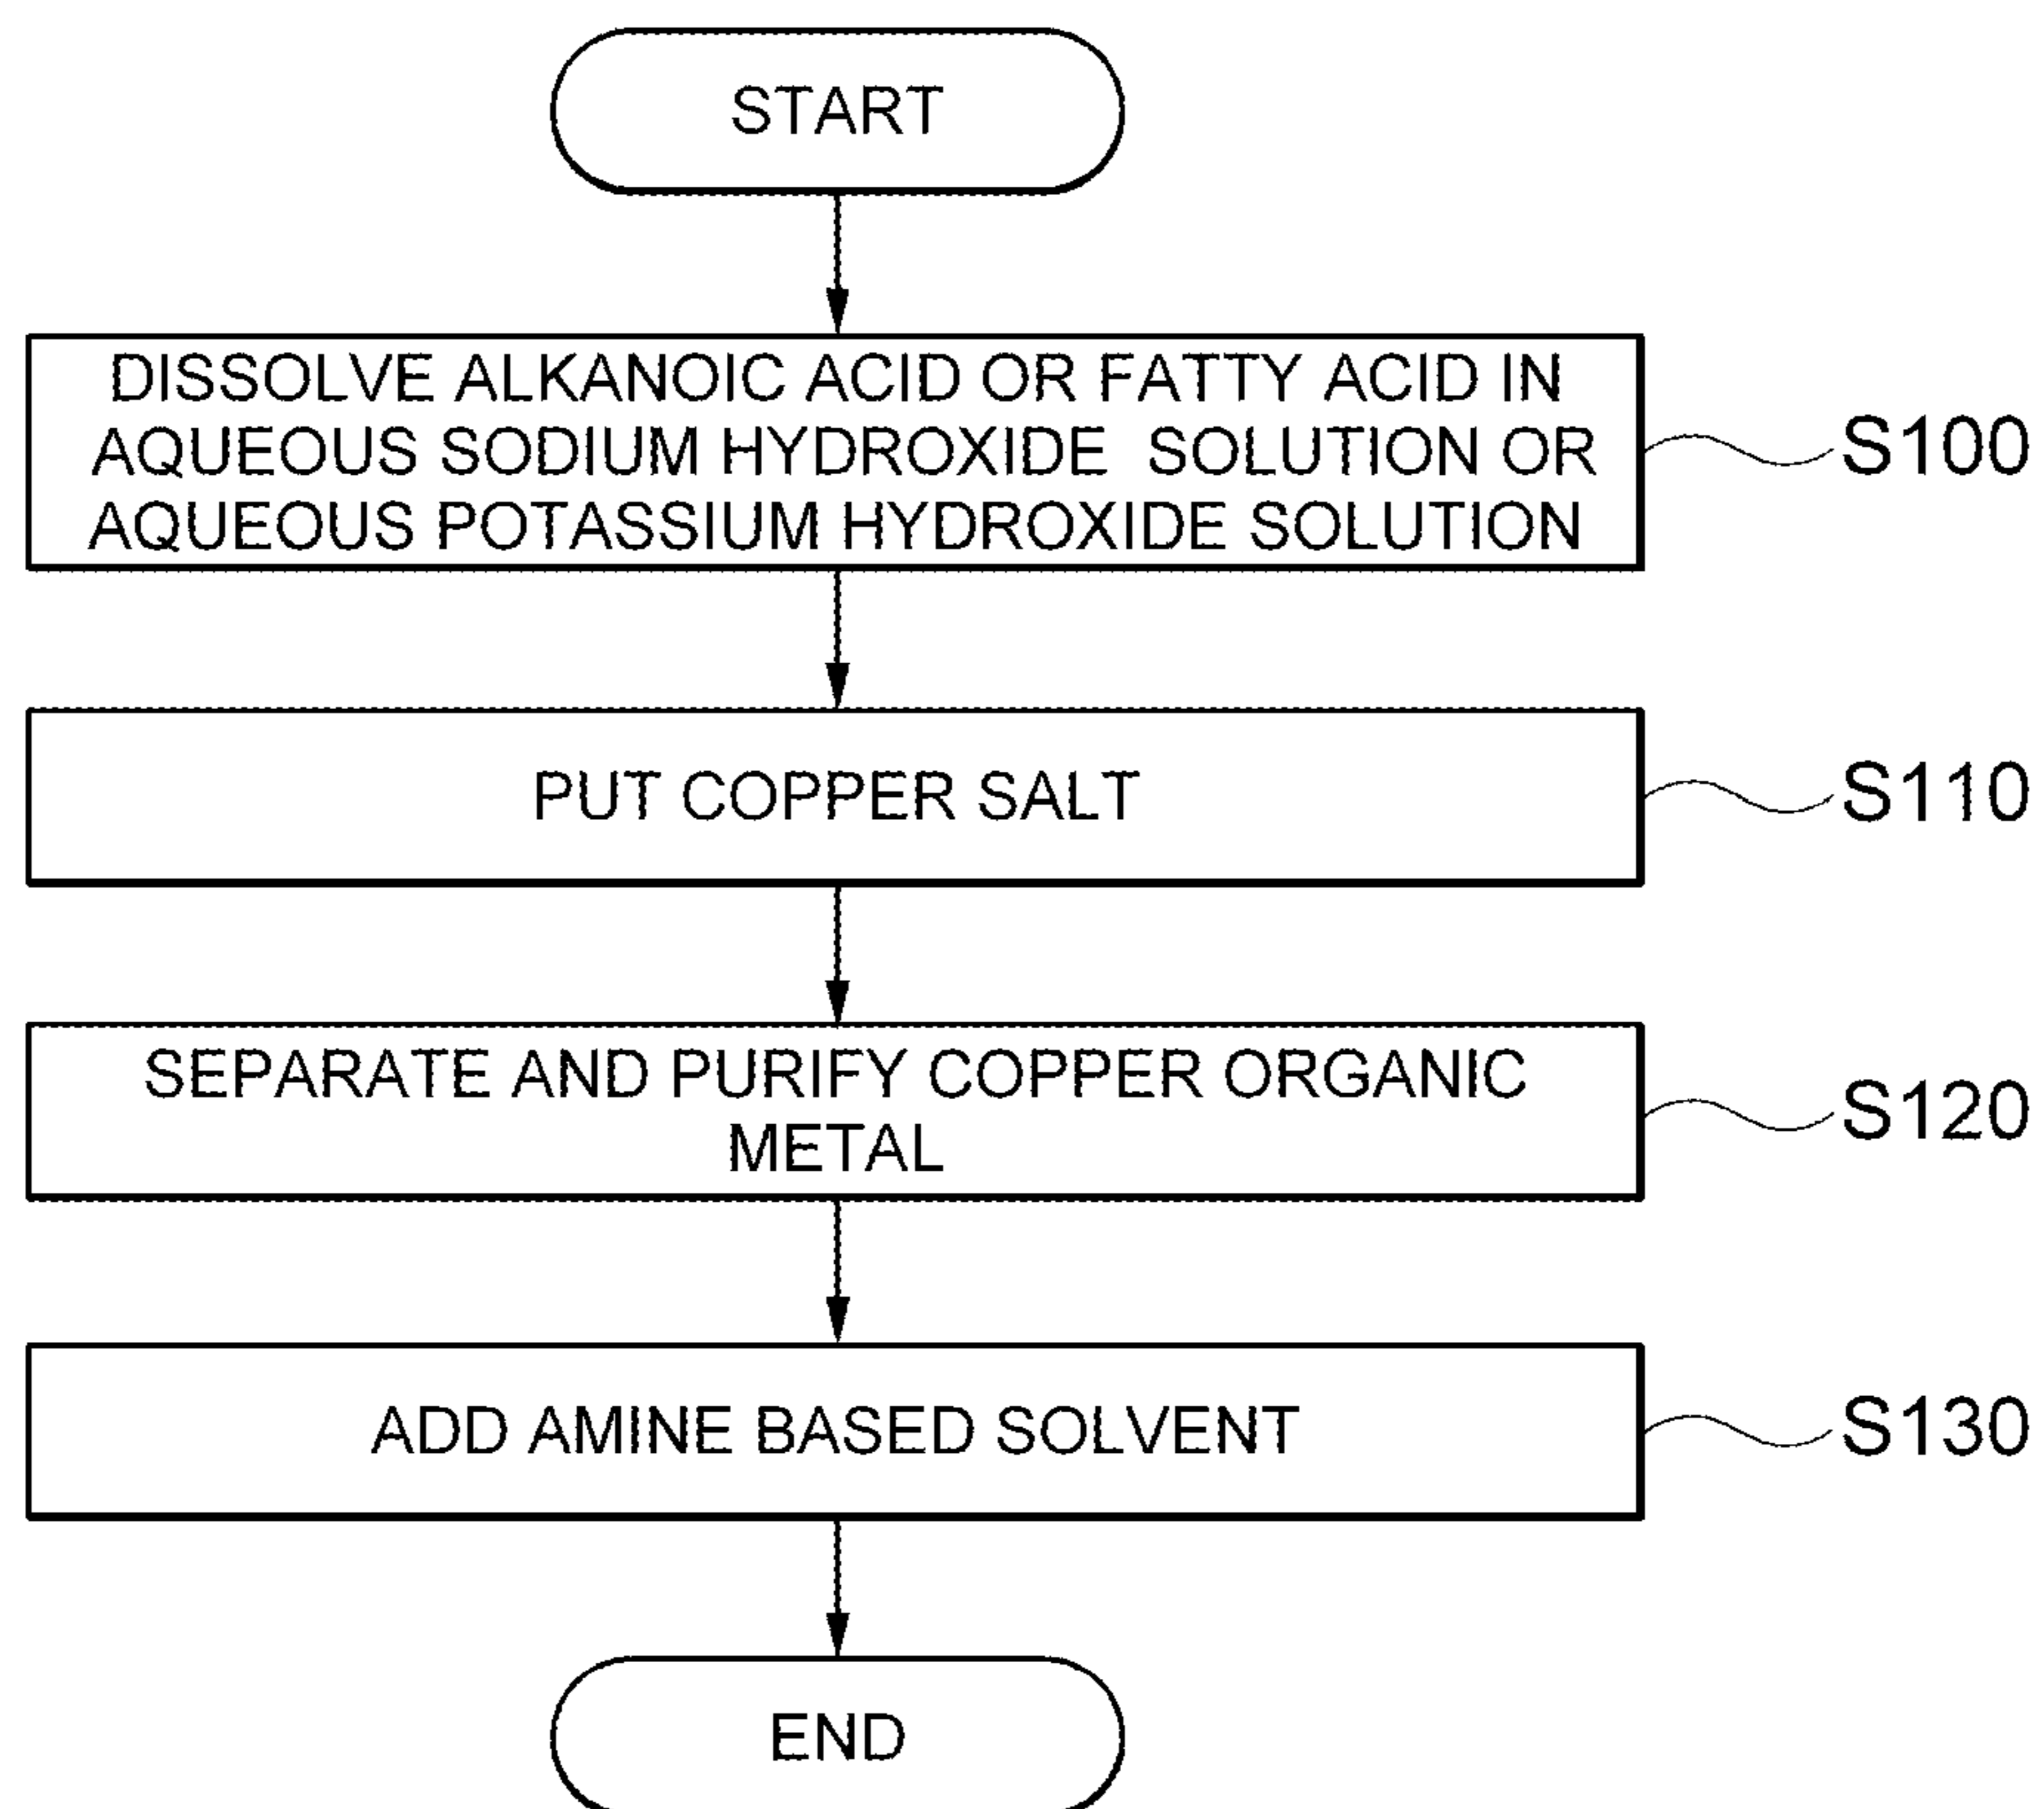 START
DISSOLVE ALKANOIC ACID OR FATTY ACID IN
AQUEOUS SODIUM HYDROXIDE SOLUTION OR
AQUEOUS POTASSIUM HYDROXIDE SOLUTION
S100
PUT COPPER SALT
S110
SEPARATE AND PURIFY COPPER ORGANIC
METAL
S120
ADD AMINE BASED SOLVENT
S130
END